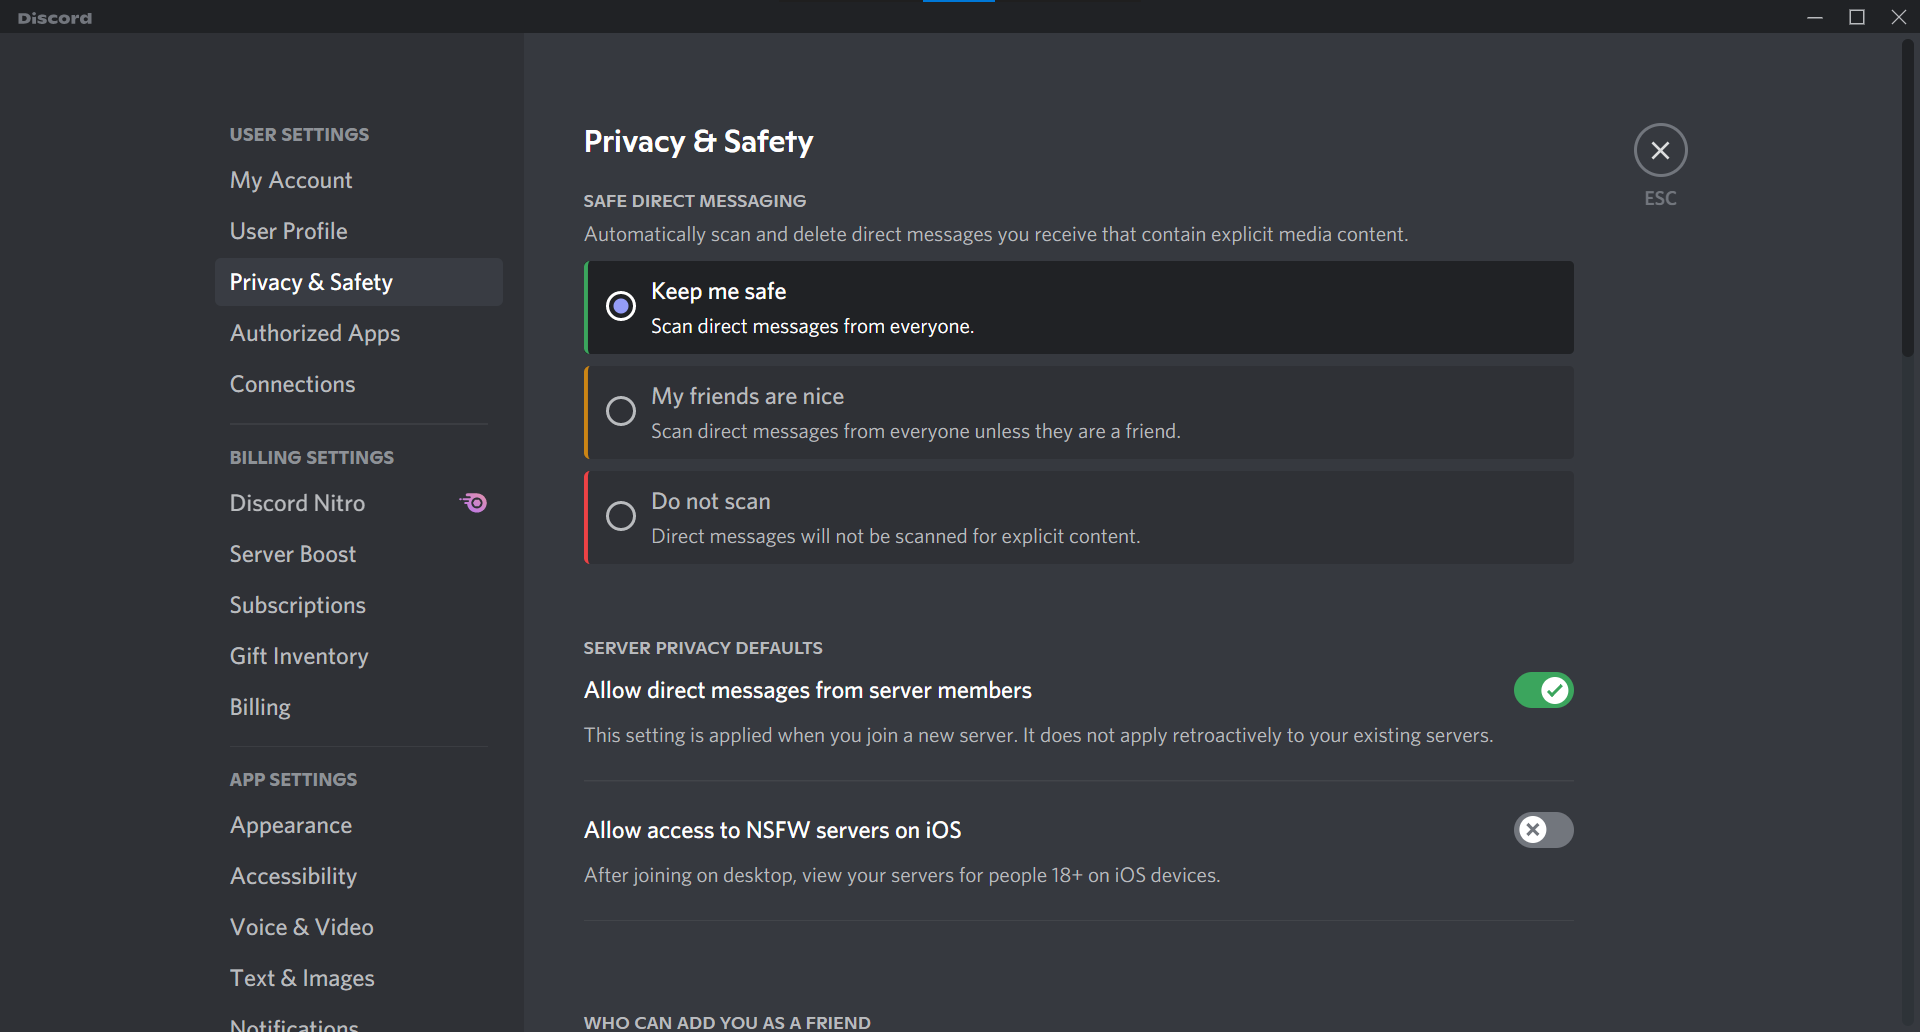 Discord
USER SETTINGS
My Account
User Profile
Privacy & Safety
Authorized Apps
Connections
BILLING SETTINGS
Discord Nitro
Server Boost
Subscriptions
Gift Inventory
Billing
APP SETTINGS
Appearance
Accessibility
Voice & Video
Text & Images
Notifications
Privacy & Safety
ESC
SAFE DIRECT MESSAGING
Automatically scan and delete direct messages you receive that contain explicit media content.
Keep me safe
Scan direct messages from everyone.
My friends are nice
Scan direct messages from everyone unless they are a friend.
Do not scan
Direct messages will not be scanned for explicit content.
SERVER PRIVACY DEFAULTS
Allow direct messages from server members
This setting is applied when you join a new server. It does not apply retroactively to your existing servers.
Allow access to NSFW servers on iOS
After joining on desktop, view your servers for people 18+ on iOS devices.
WHO CAN ADD YOU AS A FRIEND